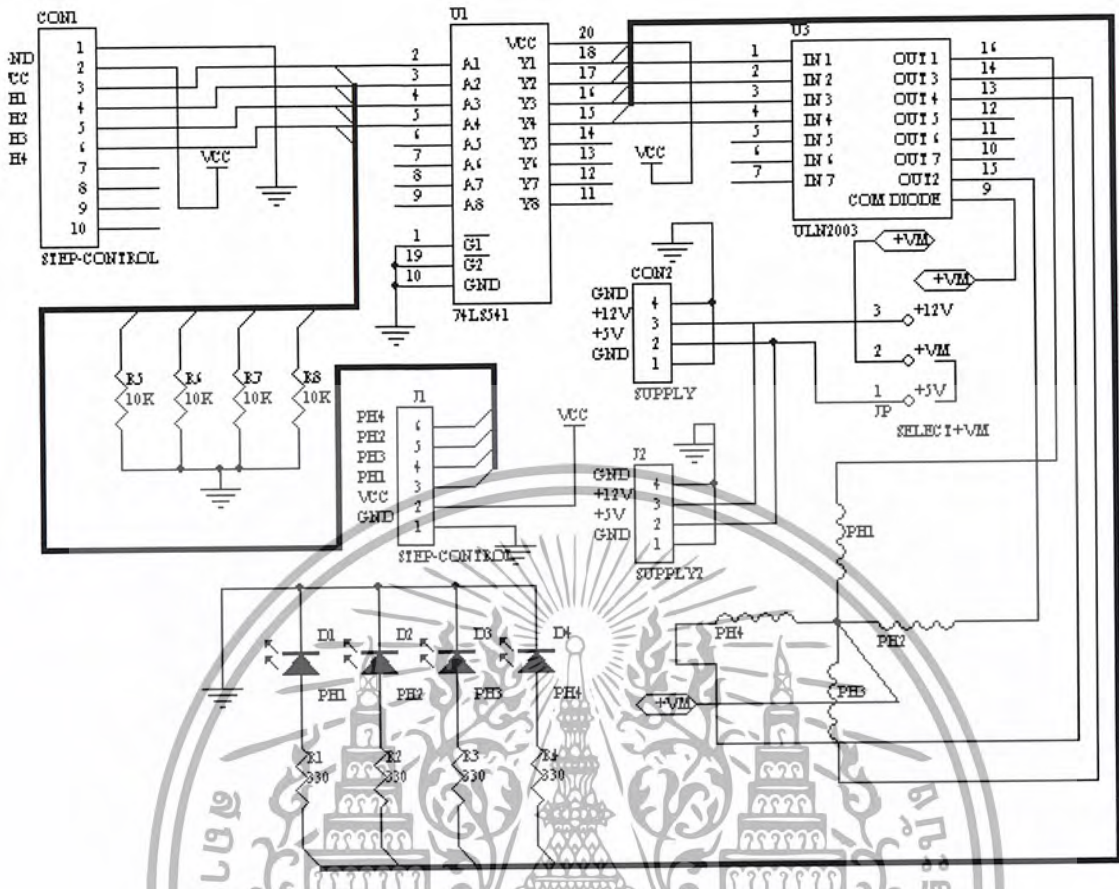 CON1
ND
CC
H1
H2
H3
H4
1
2
3
4
5
6
7
8
9
10
STEP-CONTROL
VCC
U1
2
3
4
5
6
7
8
9
1
19
10
A1
A2
A3
A4
A5
A6
A7
A8
G1
G2
GND
VCC
Y1
Y2
Y3
Y4
Y5
Y6
Y7
Y8
20
18
17
16
15
14
13
12
11
74LS541
VCC
U3
1
2
3
4
5
6
7
IN 1
IN 2
IN 3
IN 4
IN 5
IN 6
IN 7
OUT 1
OUT 3
OUT 4
OUT 5
OUT 6
OUT 7
OUT2
COM DIODE
16
14
13
12
11
10
15
9
ULN2003
+VM
+VM
CON2
GND
+12V
+5V
GND
4
3
2
1
SUPPLY
3
+12V
2
+VM
1
+5V
JP
SELECT+VM
R5
10K
R6
10K
R7
10K
R8
10K
J1
PH4
PH2
PH3
PH1
VCC
GND
6
5
4
3
2
1
STEP-CONTROL
VCC
J2
GND
+12V
+5V
GND
4
3
2
1
SUPPLY2
PH1
PH4
PH2
PH3
+VM
D1
D2
D3
D4
PH1
PH2
PH3
PH4
R1
330
R2
330
R3
330
R4
330